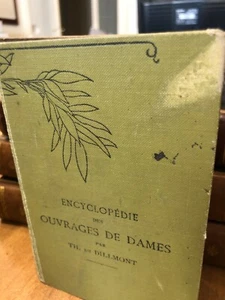 ENCYCLOPÉDIE
DES
OUVRAGES DE DAMES
PAR
TH. DE DILLMONT